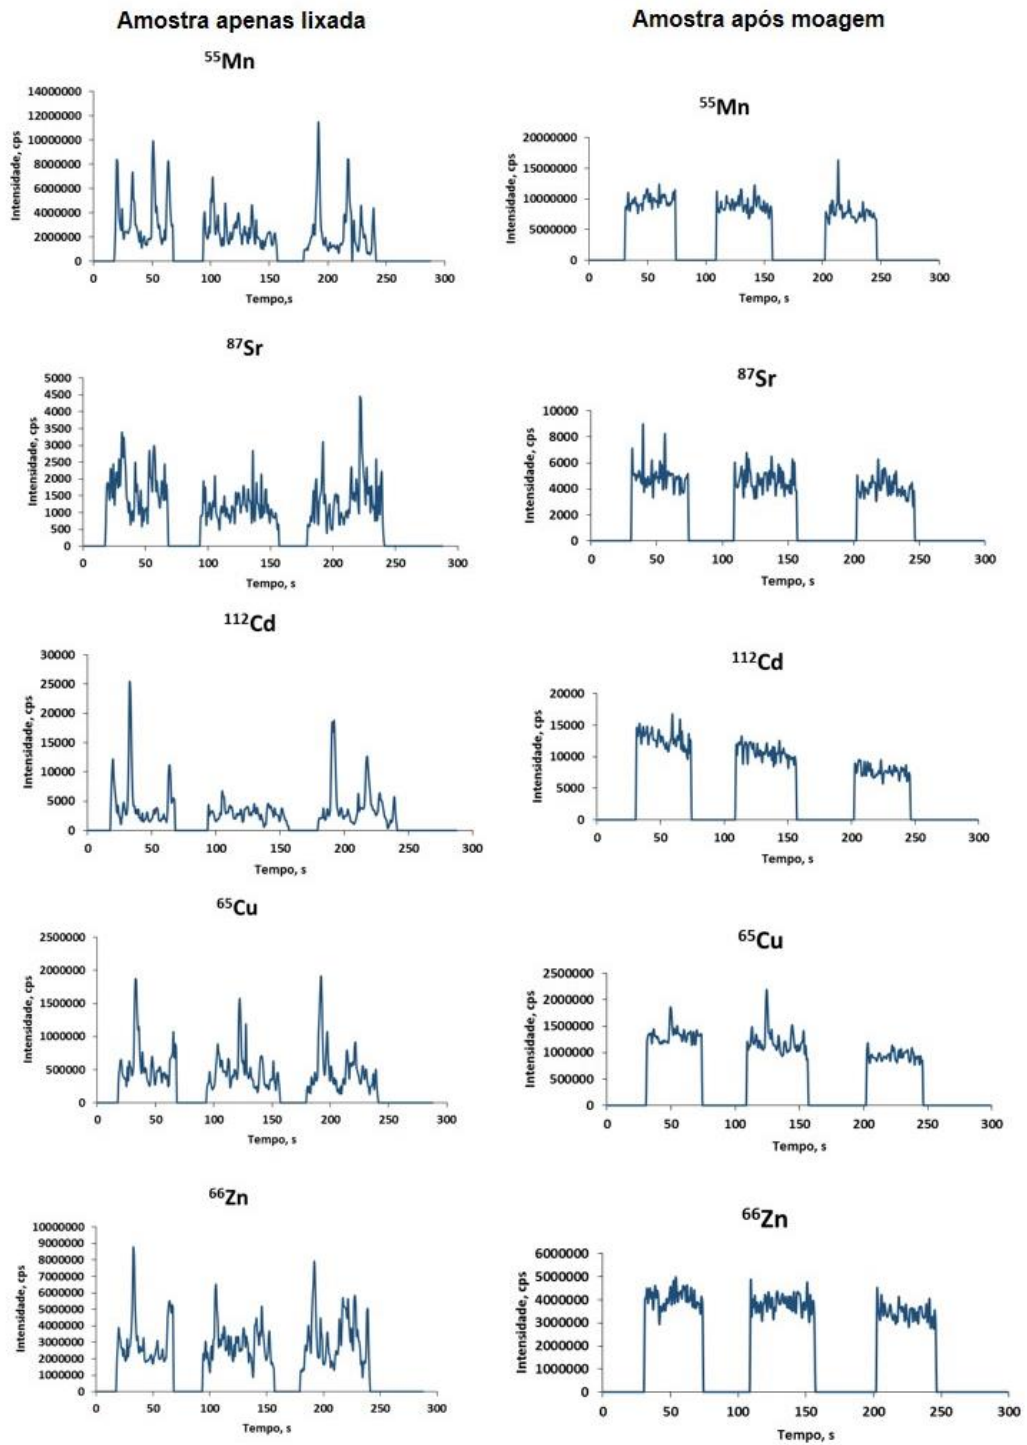 Amostra apenas lixada
Amostra após moagem
55Mn
Intensidade, cps
14000000
12000000
10000000
8000000
6000000
4000000
2000000
0
0 50 100 150 200 250 300
Tempo,s
55Mn
Intensidade, cps
20000000
15000000
10000000
5000000
0
0 50 100 150 200 250 300
Tempo, s
87Sr
Intensidade, cps
5000
4500
4000
3500
3000
2500
2000
1500
1000
500
0
0 50 100 150 200 250 300
Tempo, s
87Sr
Intensidade, cps
10000
8000
6000
4000
2000
0
0 50 100 150 200 250 300
Tempo, s
112Cd
Intensidade, cps
30000
25000
20000
15000
10000
5000
0
0 50 100 150 200 250 300
Tempo, s
112Cd
Intensidade, cps
20000
15000
10000
5000
0
0 50 100 150 200 250 300
Tempo, s
65Cu
Intensidade, cps
2500000
2000000
1500000
1000000
500000
0
0 50 100 150 200 250 300
Tempo, s
65Cu
Intensidade, cps
2500000
2000000
1500000
1000000
500000
0
0 50 100 150 200 250 300
Tempo, s
66Zn
Intensidade, cps
10000000
9000000
8000000
7000000
6000000
5000000
4000000
3000000
2000000
1000000
0
0 50 100 150 200 250 300
Tempo, s
66Zn
Intensidade, cps
6000000
5000000
4000000
3000000
2000000
1000000
0
0 50 100 150 200 250 300
Tempo, s